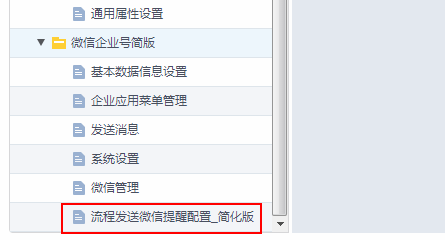 通用属性设置
微信企业号简版
基本数据信息设置
企业应用菜单管理
发送消息
系统设置
微信管理
流程发送微信提醒配置_简化版